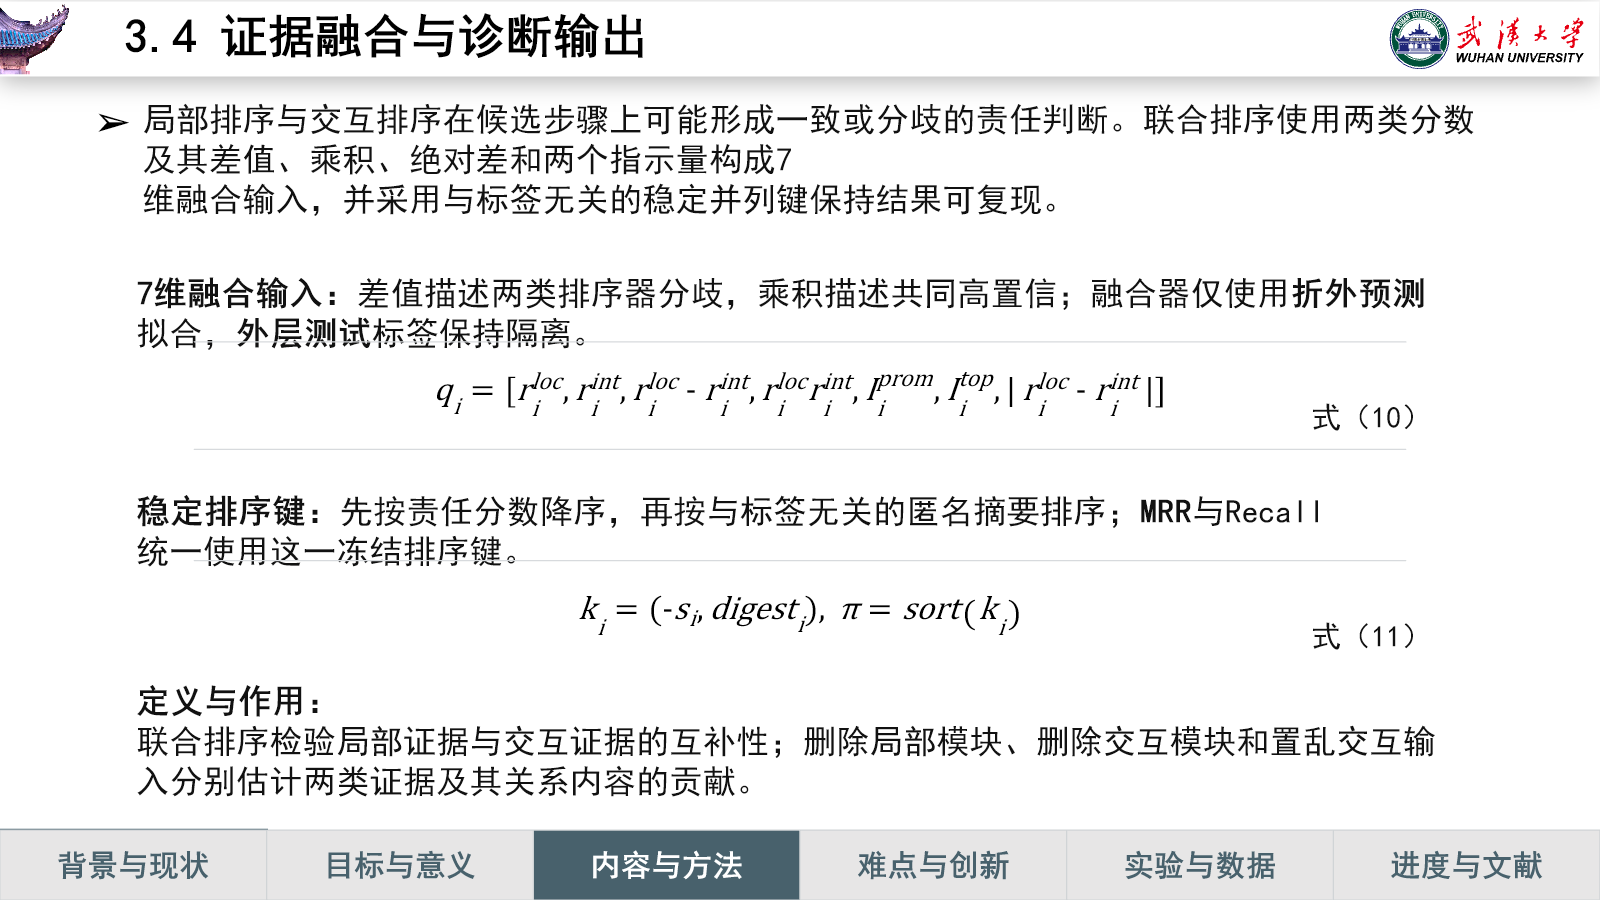 3.4 证据融合与诊断输出
武汉大学
WUHAN UNIVERSITY
➢ 局部排序与交互排序在候选步骤上可能形成一致或分歧的责任判断。联合排序使用两类分数
及其差值、乘积、绝对差和两个指示量构成7
维融合输入，并采用与标签无关的稳定并列键保持结果可复现。
7维融合输入：差值描述两类排序器分歧，乘积描述共同高置信；融合器仅使用折外预测
拟合，外层测试标签保持隔离。
q_i = [r_i^{loc}, r_i^{int}, r_i^{loc} - r_i^{int}, r_i^{loc} r_i^{int}, I_i^{prom}, I_i^{top}, | r_i^{loc} - r_i^{int} |]
式（10）
稳定排序键：先按责任分数降序，再按与标签无关的匿名摘要排序；MRR与Recall
统一使用这一冻结排序键。
k_i = (-s_i, digest_i), π = sort(k_i)
式（11）
定义与作用：
联合排序检验局部证据与交互证据的互补性；删除局部模块、删除交互模块和置乱交互输
入分别估计两类证据及其关系内容的贡献。
背景与现状
目标与意义
内容与方法
难点与创新
实验与数据
进度与文献